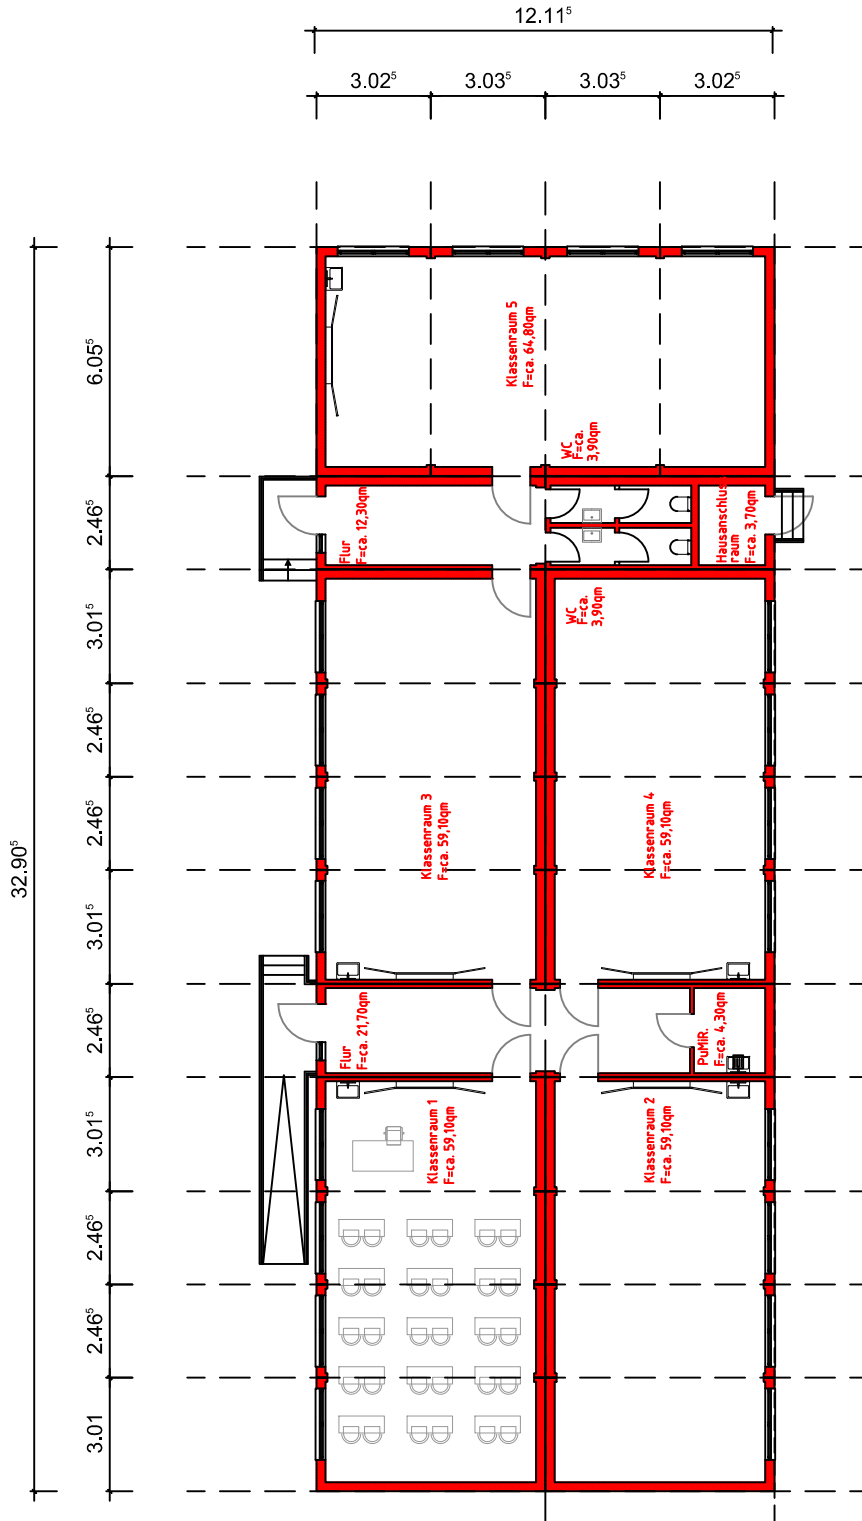 12.11⁵
3.02⁵ 3.03⁵ 3.03⁵ 3.02⁵
32.90⁵
6.05⁵
2.46⁵
3.01⁵
2.46⁵
2.46⁵
3.01⁵
2.46⁵
3.01⁵
2.46⁵
2.46⁵
3.01
Klassenraum 5
F=ca. 64,80qm
WC
F=ca.
3,90qm
Flur
F=ca. 12,30qm
Hausanschlus
raum
F=ca. 3,70qm
WC
F=ca.
3,90qm
Klassenraum 3
F=ca. 59,10qm
Klassenraum 4
F=ca. 59,10qm
Flur
F=ca. 21,70qm
PuMiR.
F=ca. 4,30qm
Klassenraum 1
F=ca. 59,10qm
Klassenraum 2
F=ca. 59,10qm